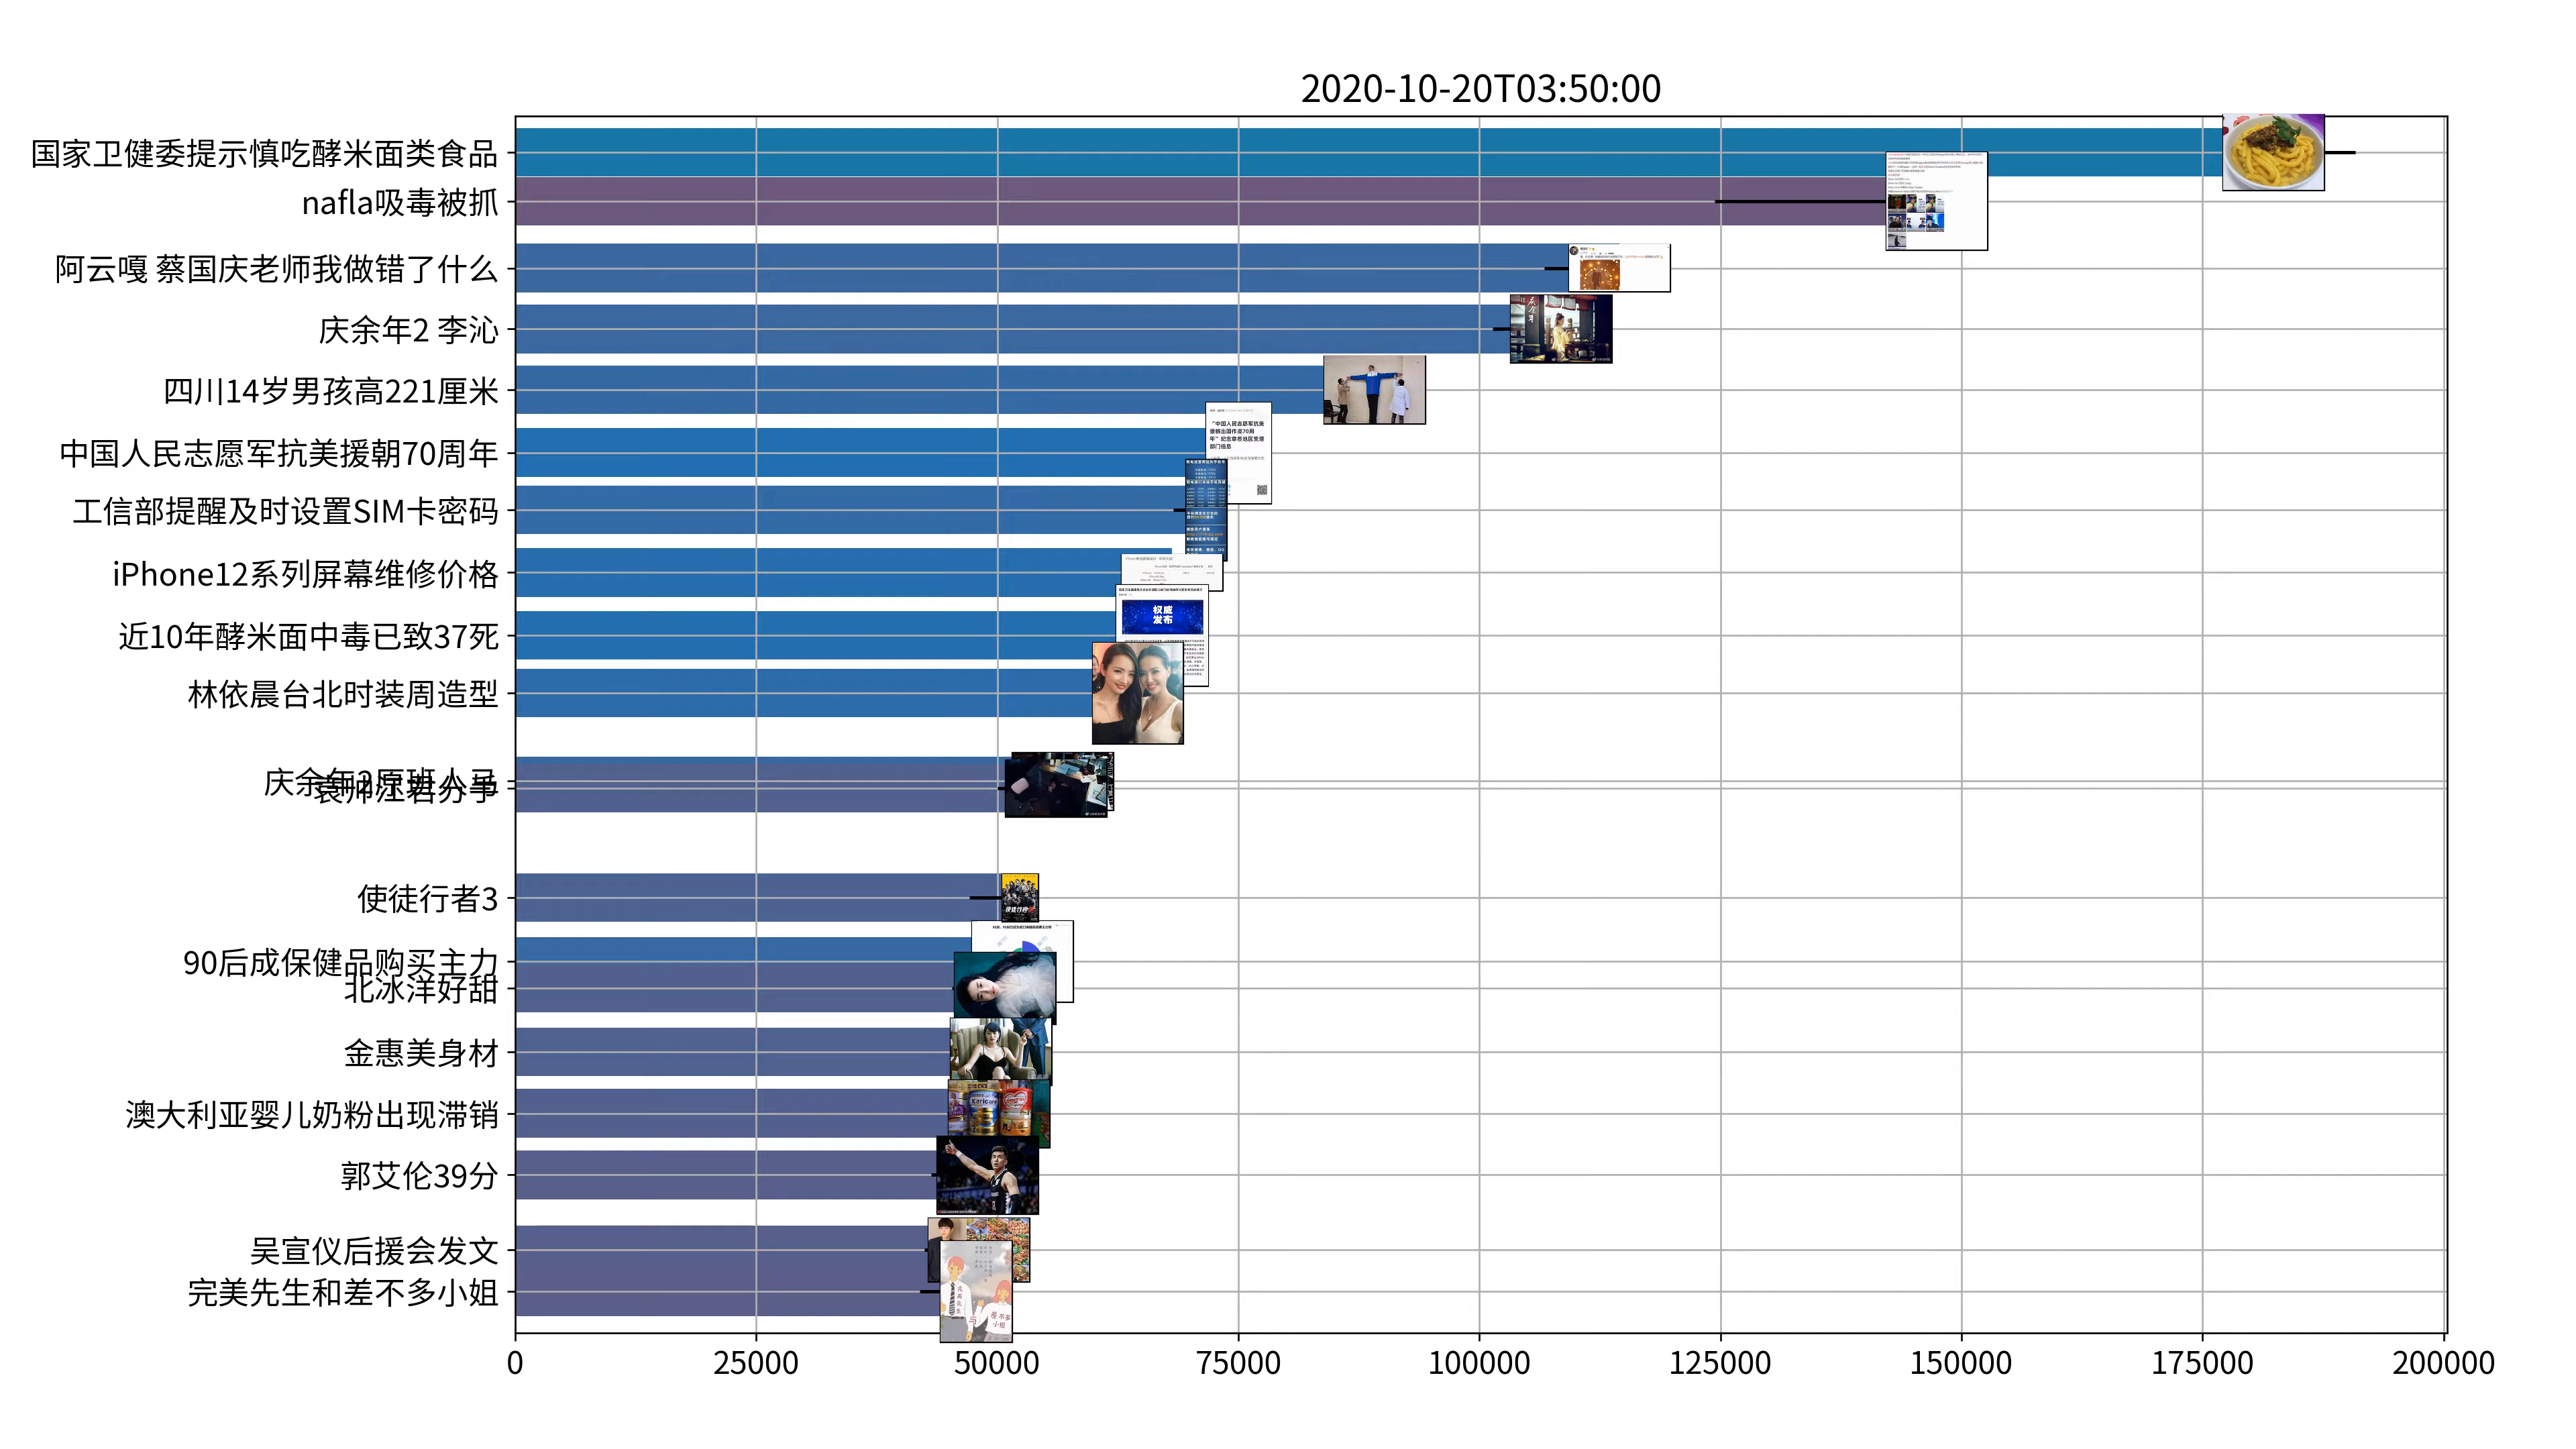 2020-10-20T03:50:00
国家卫健委提示慎吃酵米面类食品
nafla吸毒被抓
阿云嘎 蔡国庆老师我做错了什么
庆余年2 李沁
四川14岁男孩高221厘米
中国人民志愿军抗美援朝70周年
工信部提醒及时设置SIM卡密码
iPhone12系列屏幕维修价格
近10年酵米面中毒已致37死
权威
发布
林依晨台北时装周造型
庆余年2原班人马
使徒行者3
90后成保健品购买主力
北冰洋好甜
金惠美身材
澳大利亚婴儿奶粉出现滞销
Karicare
郭艾伦39分
吴宣仪后援会发文
完美先生和差不多小姐
0 25000 50000 75000 100000 125000 150000 175000 200000